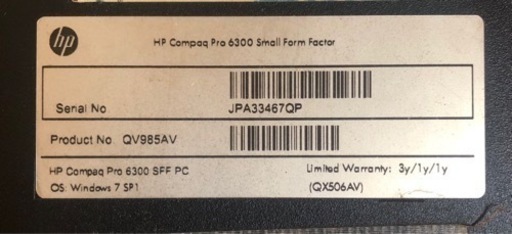 hp
HP Compaq Pro 6300 Small Form Factor
Serial No JPA33467QP
Product No QV985AV
HP Compaq Pro 6300 SFF PC Limited Warranty: 3y/1y/1y
OS: Windows 7 SP1 (QX506AV)